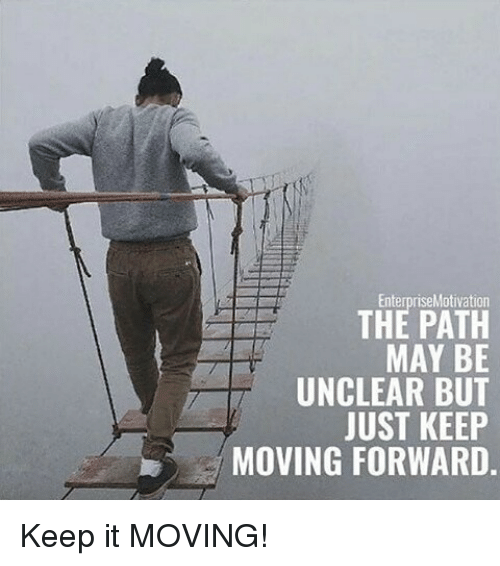 EnterpriseMotivation
THE PATH
MAY BE
UNCLEAR BUT
JUST KEEP
MOVING FORWARD.
Keep it MOVING!